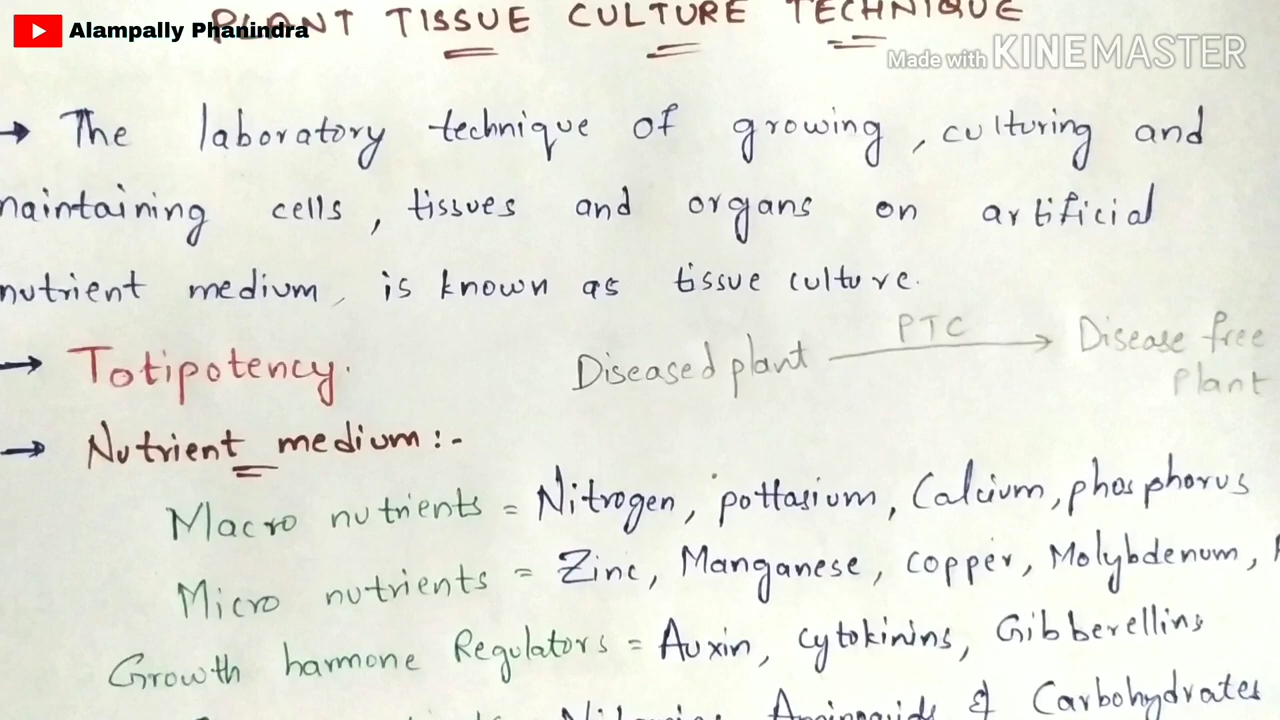 PLANT TISSUE CULTURE TECHNIQUE
Alampally Phanindra
Made with KINEMASTER
→ The laboratory technique of growing, culturing and
maintaining cells, tissues and organs on artificial
nutrient medium, is known as tissue culture.
→ Totipotency.
Diseased plant PTC → Disease free
plant
→ Nutrient medium :-
Macro nutrients = Nitrogen, pottasium, Calcium, phosphorus
Micro nutrients = Zinc, Manganese, copper, Molybdenum,
Growth harmone Regulators = Auxin, cytokinins, Gibberellins
& Carbohydrates